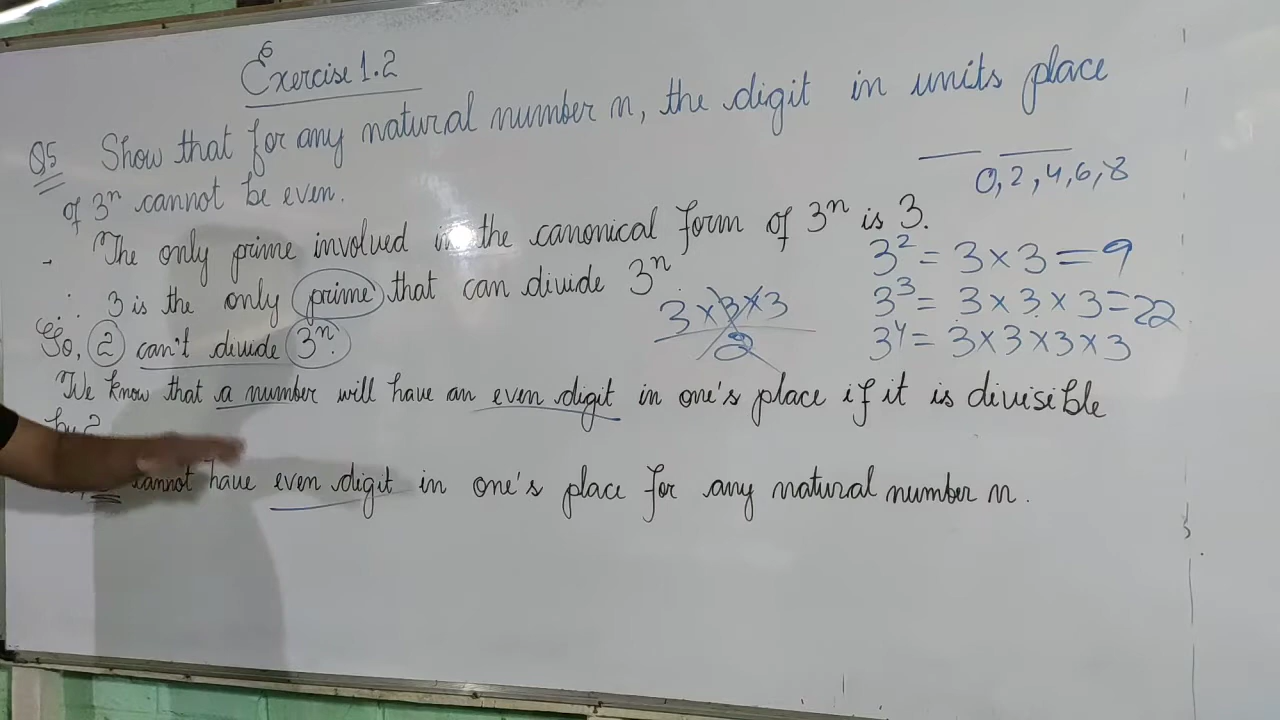 Exercise 1.2
Q5 Show that for any natural number n, the digit in units place
of 3ⁿ cannot be even.
0,2,4,6,8
The only prime involued in the canonical form of 3ⁿ is 3.
∴ 3 is the only prime that can divide 3ⁿ.
So, 2 can't divide 3ⁿ.
3×3×3
2
3² = 3×3 = 9
3³ = 3×3×3 = 22
3⁴ = 3×3×3×3
We know that a number will have an even digit in one's place if it is divisible
by 2
cannot have even digit in one's place for any natural number n.